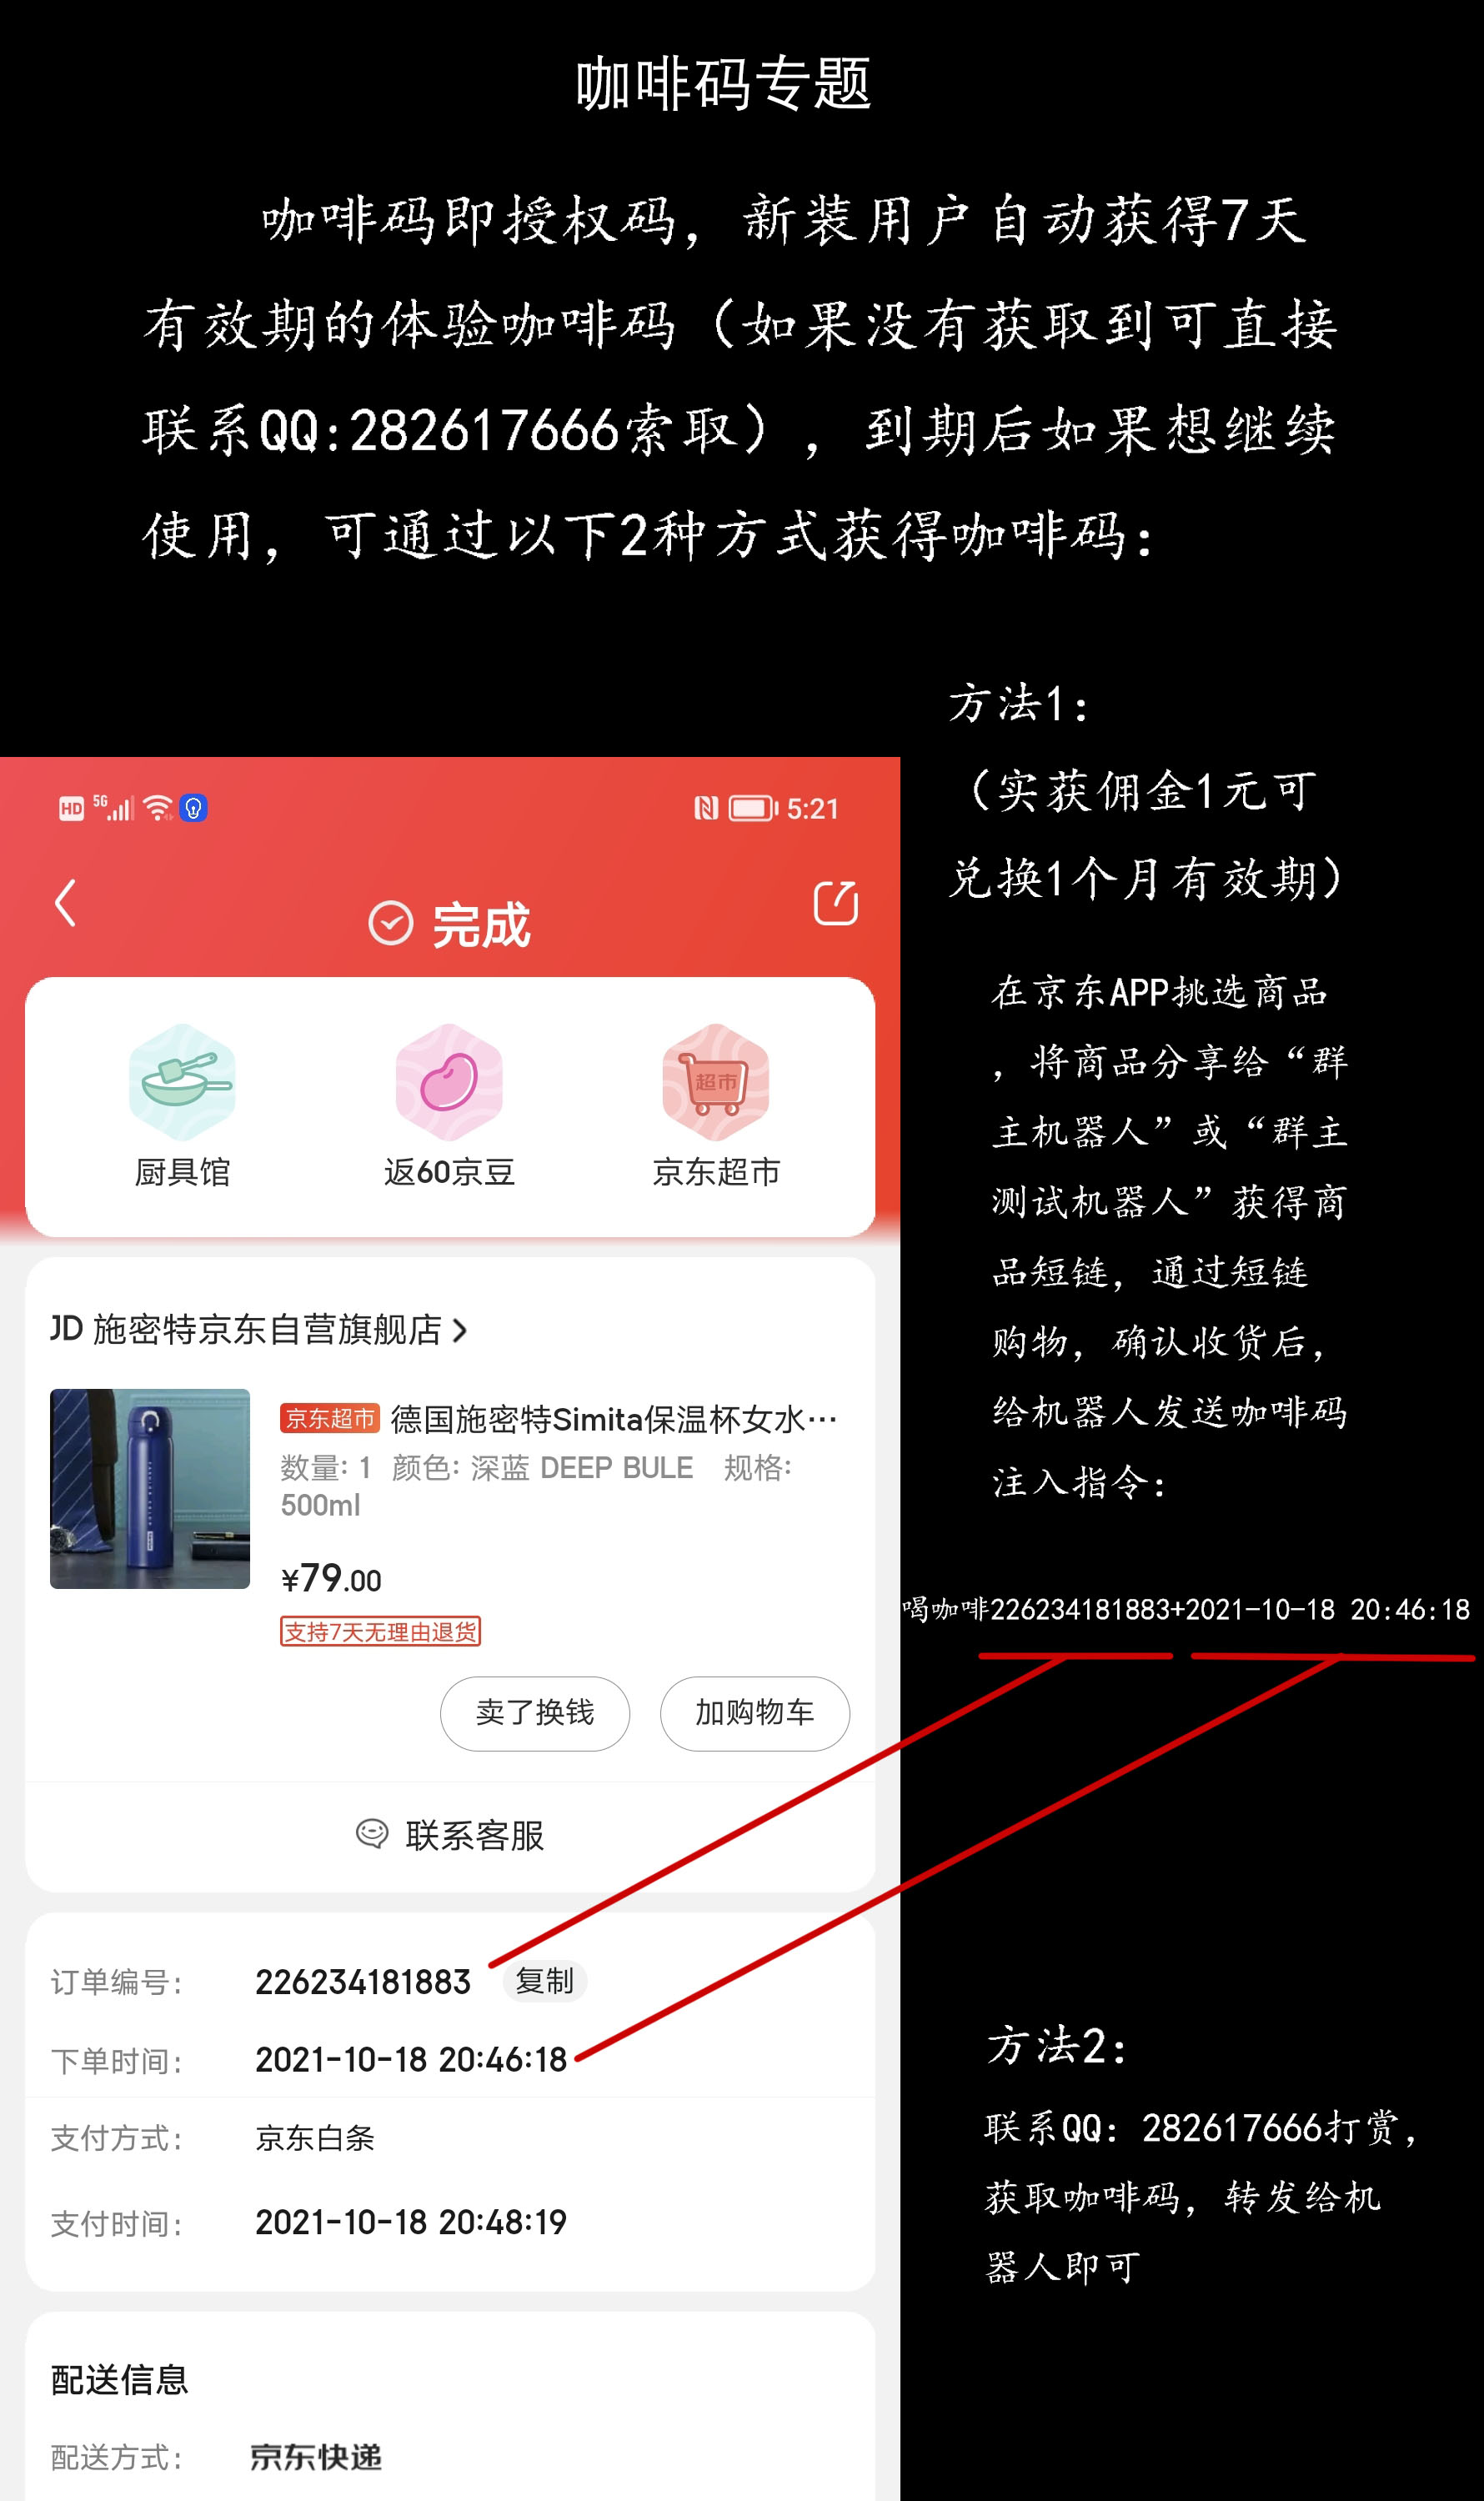 咖啡码专题
咖啡码即授权码，新装用户自动获得7天
有效期的体验咖啡码（如果没有获取到可直接
联系QQ:282617666索取），到期后如果想继续
使用，可通过以下2种方式获得咖啡码：
方法1：
（实获佣金1元可
兑换1个月有效期）
在京东APP挑选商品
，将商品分享给“群
主机器人”或“群主
测试机器人”获得商
品短链，通过短链
购物，确认收货后，
给机器人发送咖啡码
注入指令：
喝咖啡226234181883+2021-10-18 20:46:18
方法2：
联系QQ：282617666打赏，
获取咖啡码，转发给机
器人即可
HD 5G 5:21
完成
超市
厨具馆 返60京豆 京东超市
JD 施密特京东自营旗舰店
京东超市 德国施密特Simita保温杯女水…
数量: 1 颜色: 深蓝 DEEP BULE 规格:
500ml
¥79.00
支持7天无理由退货
卖了换钱 加购物车
联系客服
订单编号: 226234181883 复制
下单时间: 2021-10-18 20:46:18
支付方式: 京东白条
支付时间: 2021-10-18 20:48:19
配送信息
配送方式: 京东快递